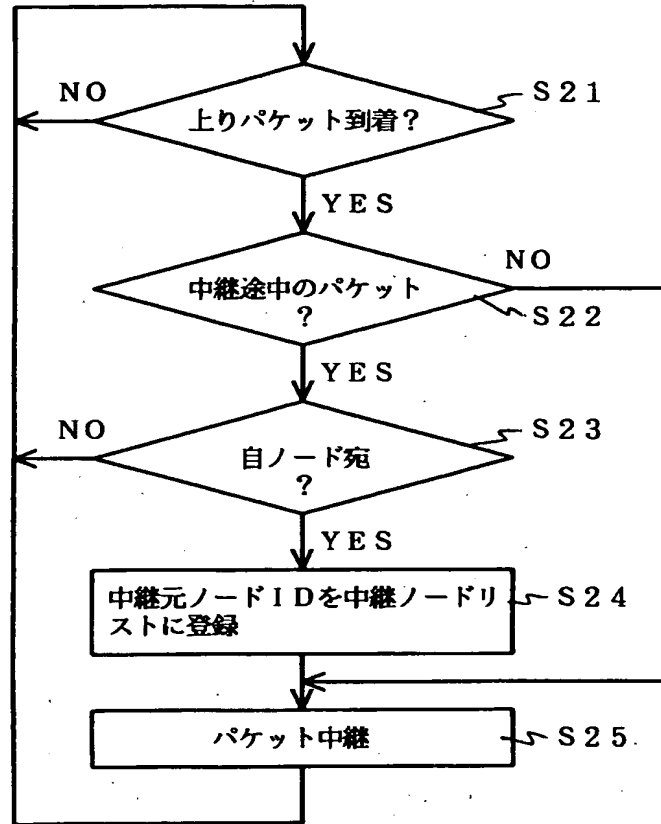 NO
上りパケット到着?
S21
YES
中継途中のパケット
?
NO
S22
YES
NO
自ノード宛
?
S23
YES
中継元ノードIDを中継ノードリ
ストに登録
S24
パケット中継
S25